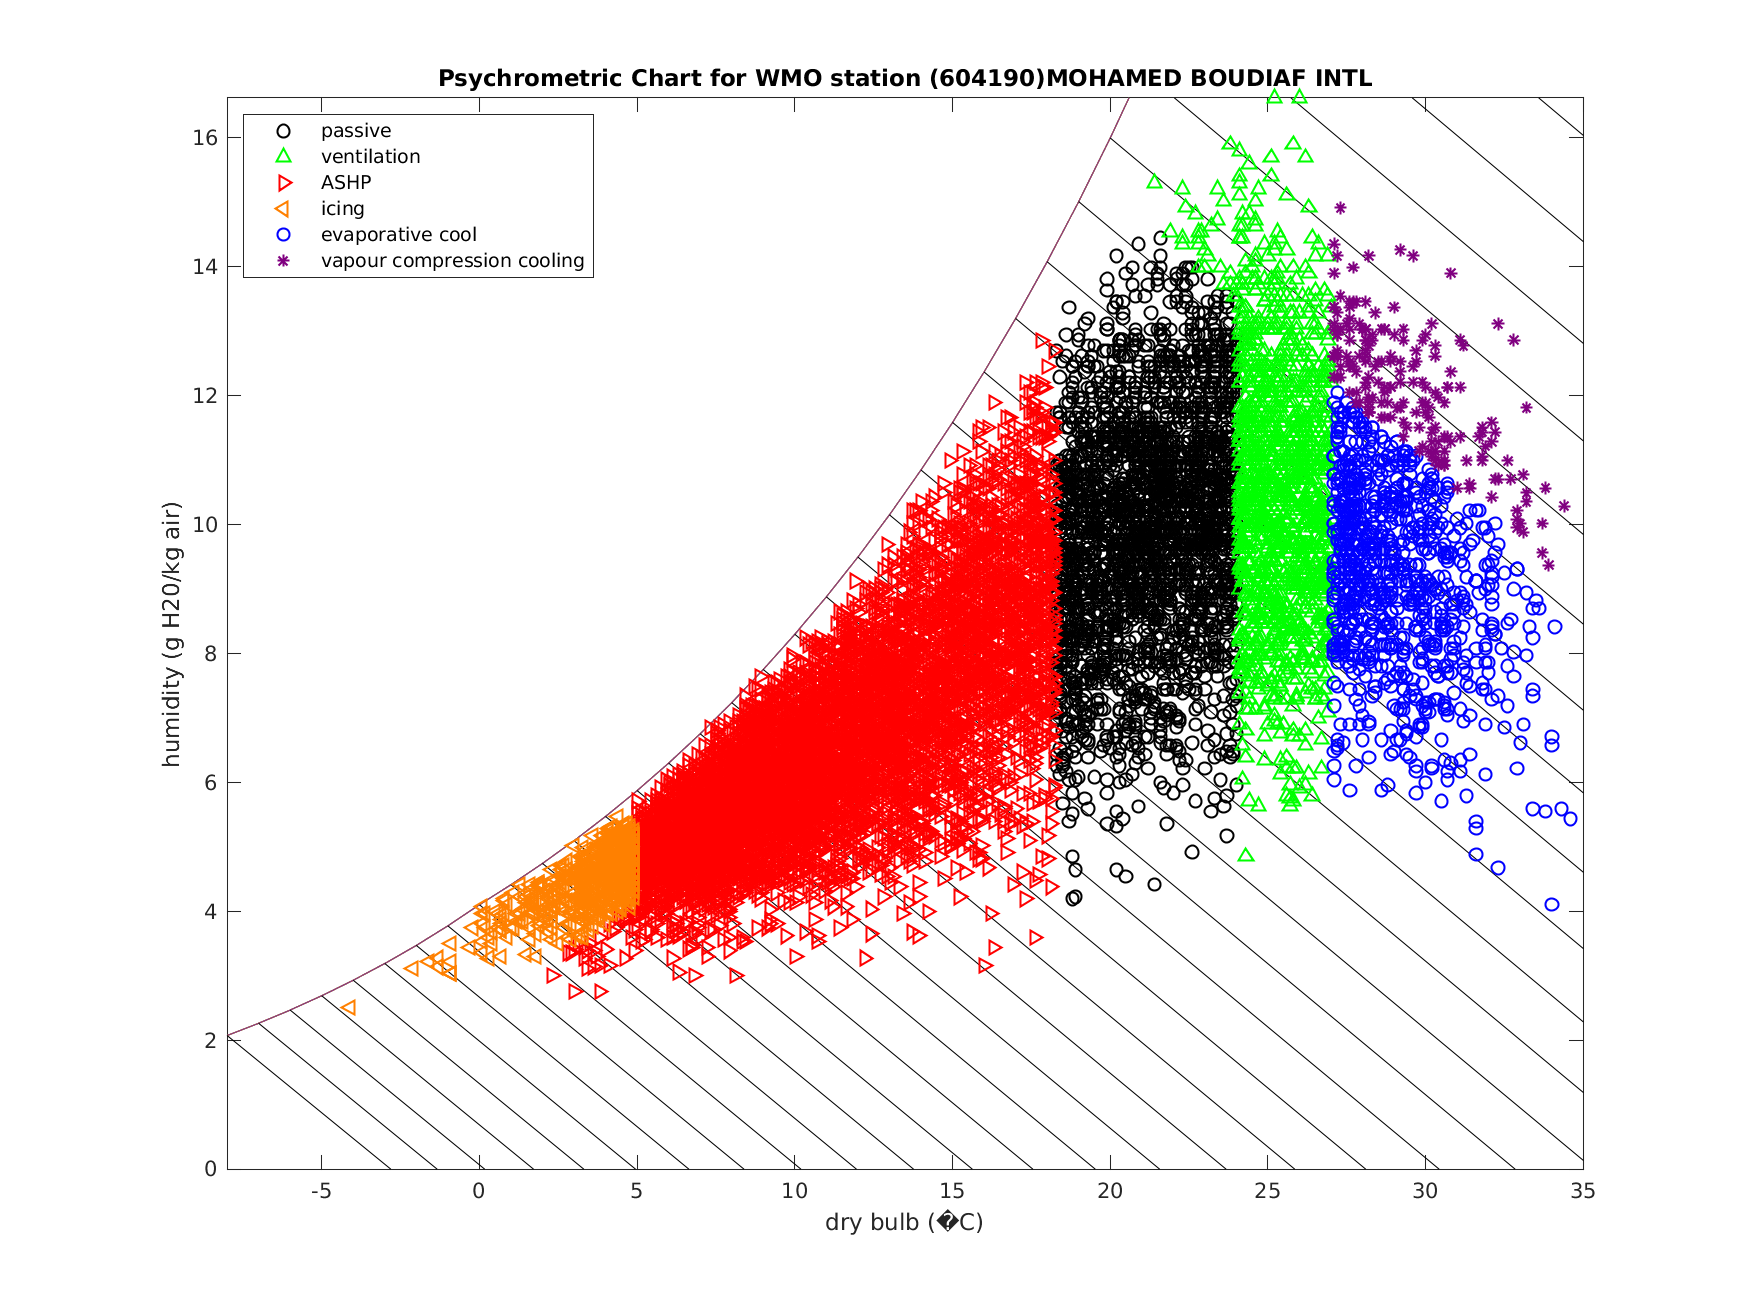 Psychrometric Chart for WMO station (604190)MOHAMED BOUDIAF INTL
passive
ventilation
ASHP
icing
evaporative cool
vapour compression cooling
humidity (g H20/kg air)
16
14
12
10
8
6
4
2
0
-5 0 5 10 15 20 25 30 35
dry bulb (�C)